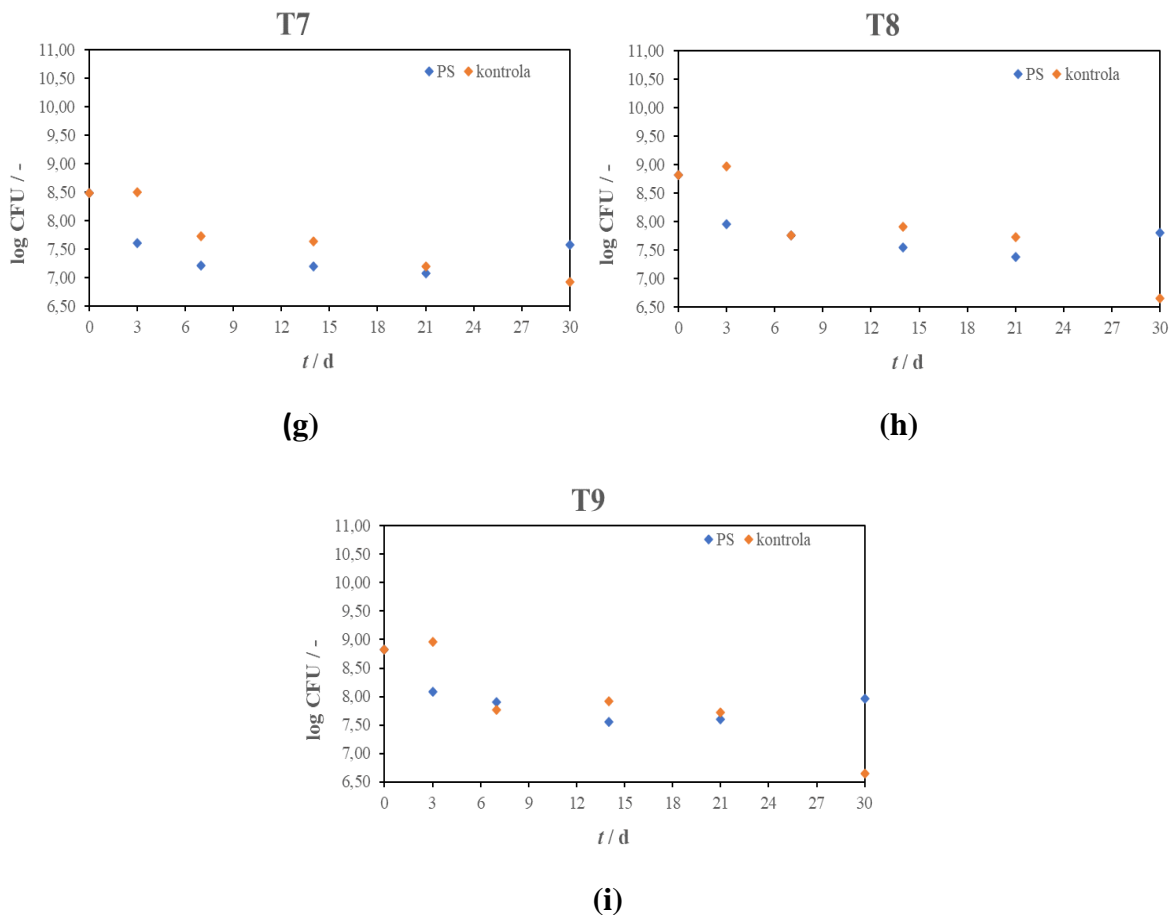 T7
11,00
10,50
10,00
9,50
9,00
8,50
8,00
7,50
7,00
6,50
log CFU / -
PS kontrola
0 3 6 9 12 15 18 21 24 27 30
t / d
(g)
T8
11,00
10,50
10,00
9,50
9,00
8,50
8,00
7,50
7,00
6,50
log CFU / -
PS kontrola
0 3 6 9 12 15 18 21 24 27 30
t / d
(h)
T9
11,00
10,50
10,00
9,50
9,00
8,50
8,00
7,50
7,00
6,50
log CFU / -
PS kontrola
0 3 6 9 12 15 18 21 24 27 30
t / d
(i)